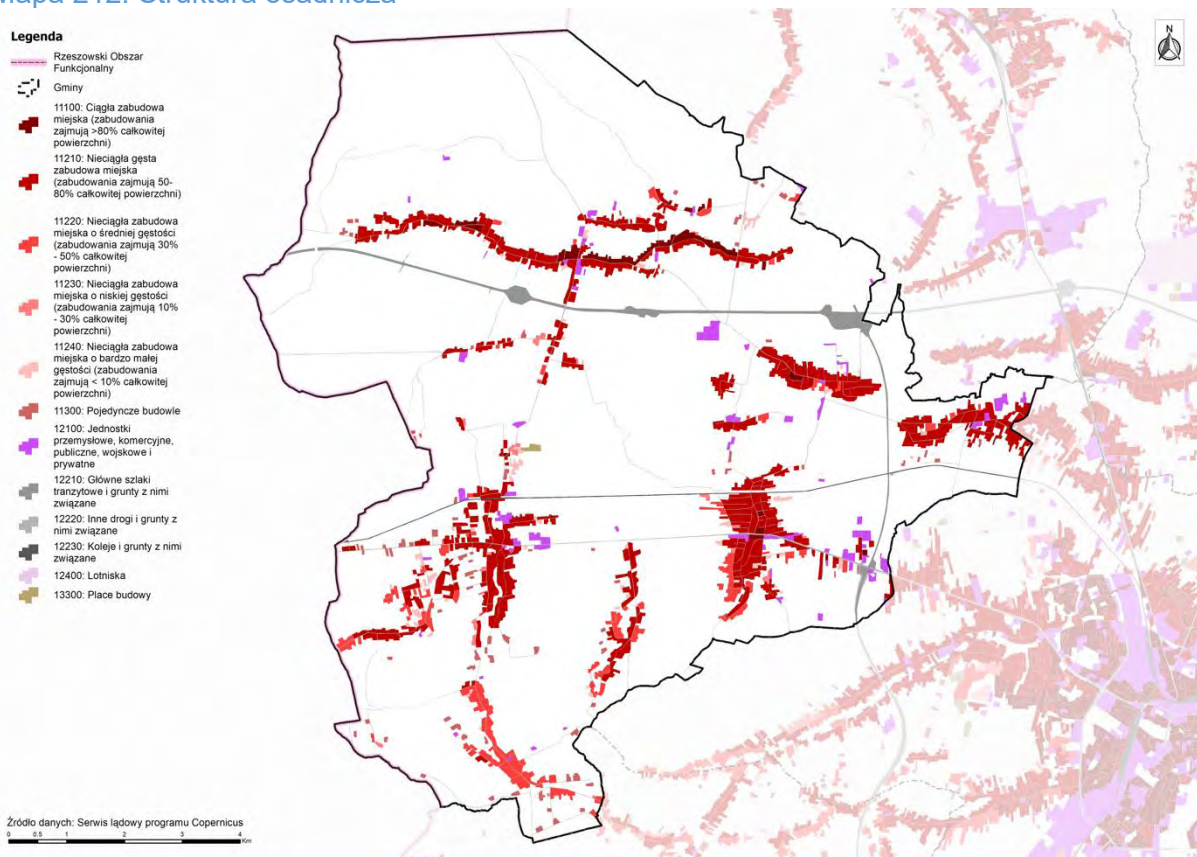 Mapa 212. Struktura osadnicza
Legenda
Rzeszowski Obszar
Funkcjonalny
Gminy
11100: Ciągła zabudowa
miejska (zabudowania
zajmują >80% całkowitej
powierzchni)
11210: Nieciągła gęsta
zabudowa miejska
(zabudowania zajmują 50-
80% całkowitej powierzchni)
11220: Nieciągła zabudowa
miejska o średniej gęstości
(zabudowania zajmują 30%
- 50% całkowitej
powierzchni)
11230: Nieciągła zabudowa
miejska o niskiej gęstości
(zabudowania zajmują 10%
- 30% całkowitej
powierzchni)
11240: Nieciągła zabudowa
miejska o bardzo małej
gęstości (zabudowania
zajmują < 10% całkowitej
powierzchni)
11300: Pojedyncze budowle
12100: Jednostki
przemysłowe, komercyjne,
publiczne, wojskowe i
prywatne
12210: Główne szlaki
tranzytowe i grunty z nimi
związane
12220: Inne drogi i grunty z
nimi związane
12230: Koleje i grunty z nimi
związane
12400: Lotniska
13300: Place budowy
Źródło danych: Serwis lądowy programu Copernicus
0 0.5 1 2 3 4
Km
N